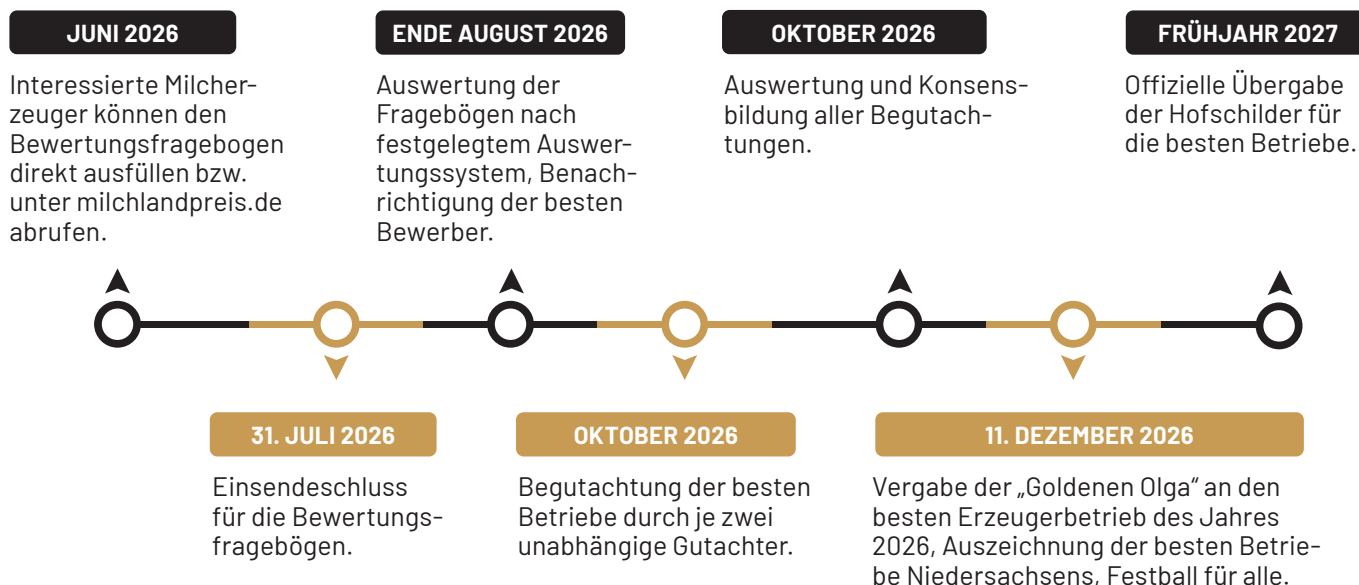 JUNI 2026
Interessierte Milcher-
zeuger können den
Bewertungsfragebogen
direkt ausfüllen bzw.
unter milchlandpreis.de
abrufen.
ENDE AUGUST 2026
Auswertung der
Fragebögen nach
festgelegtem Auswer-
tungssystem, Benach-
richtigung der besten
Bewerber.
OKTOBER 2026
Auswertung und Konsens-
bildung aller Begutach-
tungen.
FRÜHJAHR 2027
Offizielle Übergabe
der Hofschilder für
die besten Betriebe.
31. JULI 2026
Einsendeschluss
für die Bewertungs-
fragebögen.
OKTOBER 2026
Begutachtung der besten
Betriebe durch je zwei
unabhängige Gutachter.
11. DEZEMBER 2026
Vergabe der „Goldenen Olga“ an den
besten Erzeugerbetrieb des Jahres
2026, Auszeichnung der besten Betrie-
be Niedersachsens, Festball für alle.